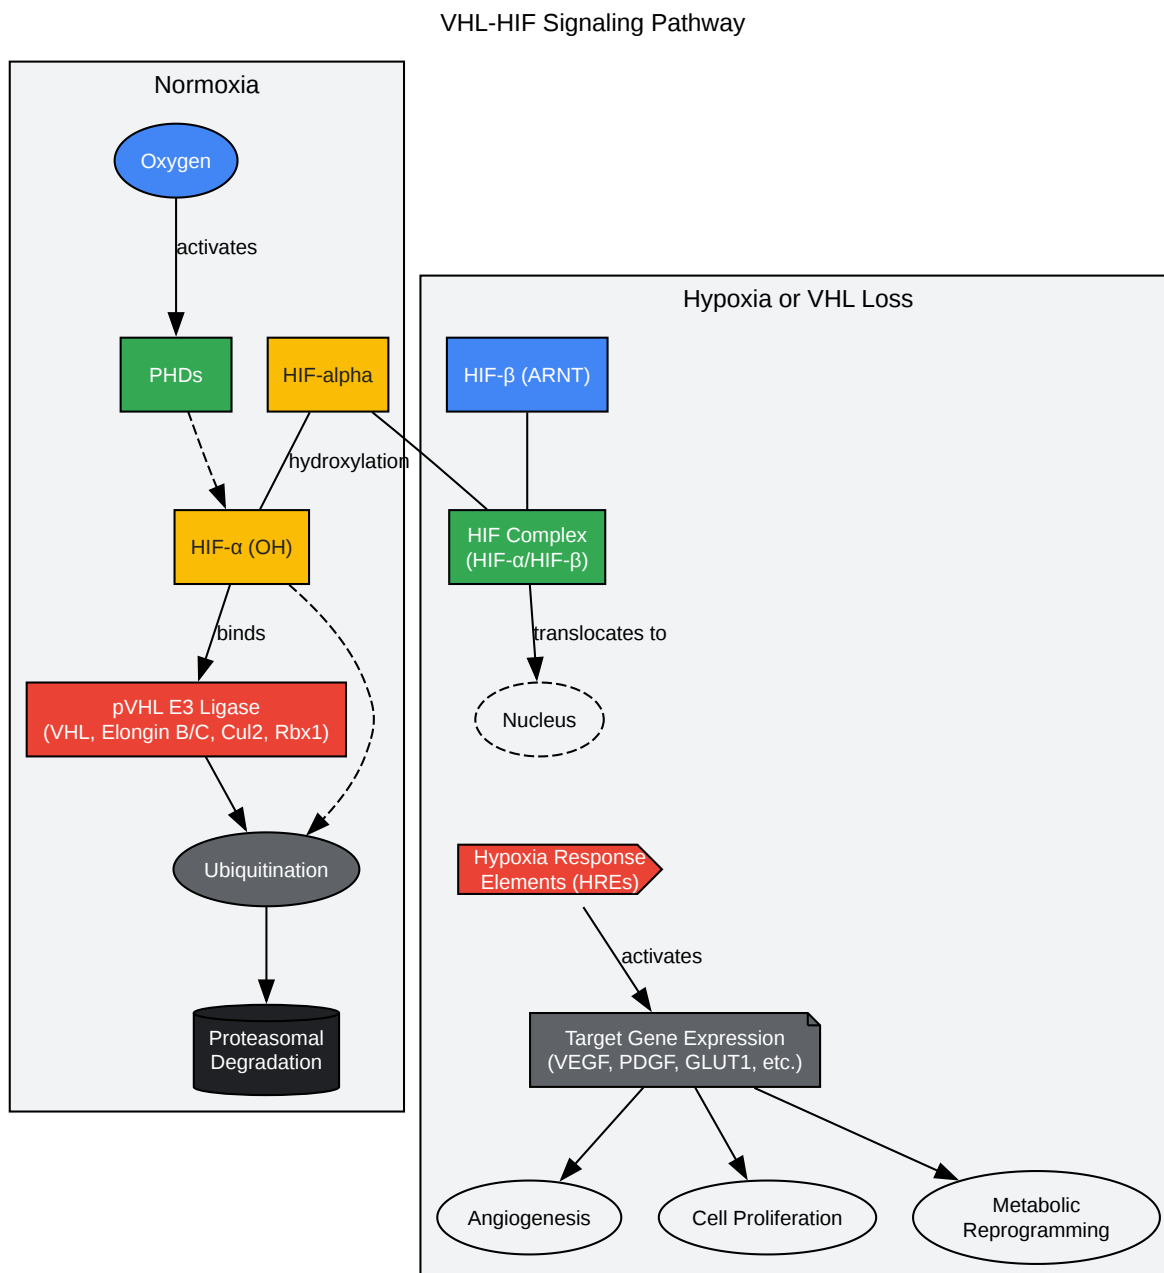 VHL-HIF Signaling Pathway
Normoxia
Oxygen
activates
PHDs
HIF-alpha
hydroxylation
HIF-α (OH)
binds
pVHL E3 Ligase
(VHL, Elongin B/C, Cul2, Rbx1)
Ubiquitination
Proteasomal
Degradation
Hypoxia or VHL Loss
HIF-β (ARNT)
HIF Complex
(HIF-α/HIF-β)
translocates to
Nucleus
Hypoxia Response
Elements (HREs)
activates
Target Gene Expression
(VEGF, PDGF, GLUT1, etc.)
Angiogenesis
Cell Proliferation
Metabolic
Reprogramming